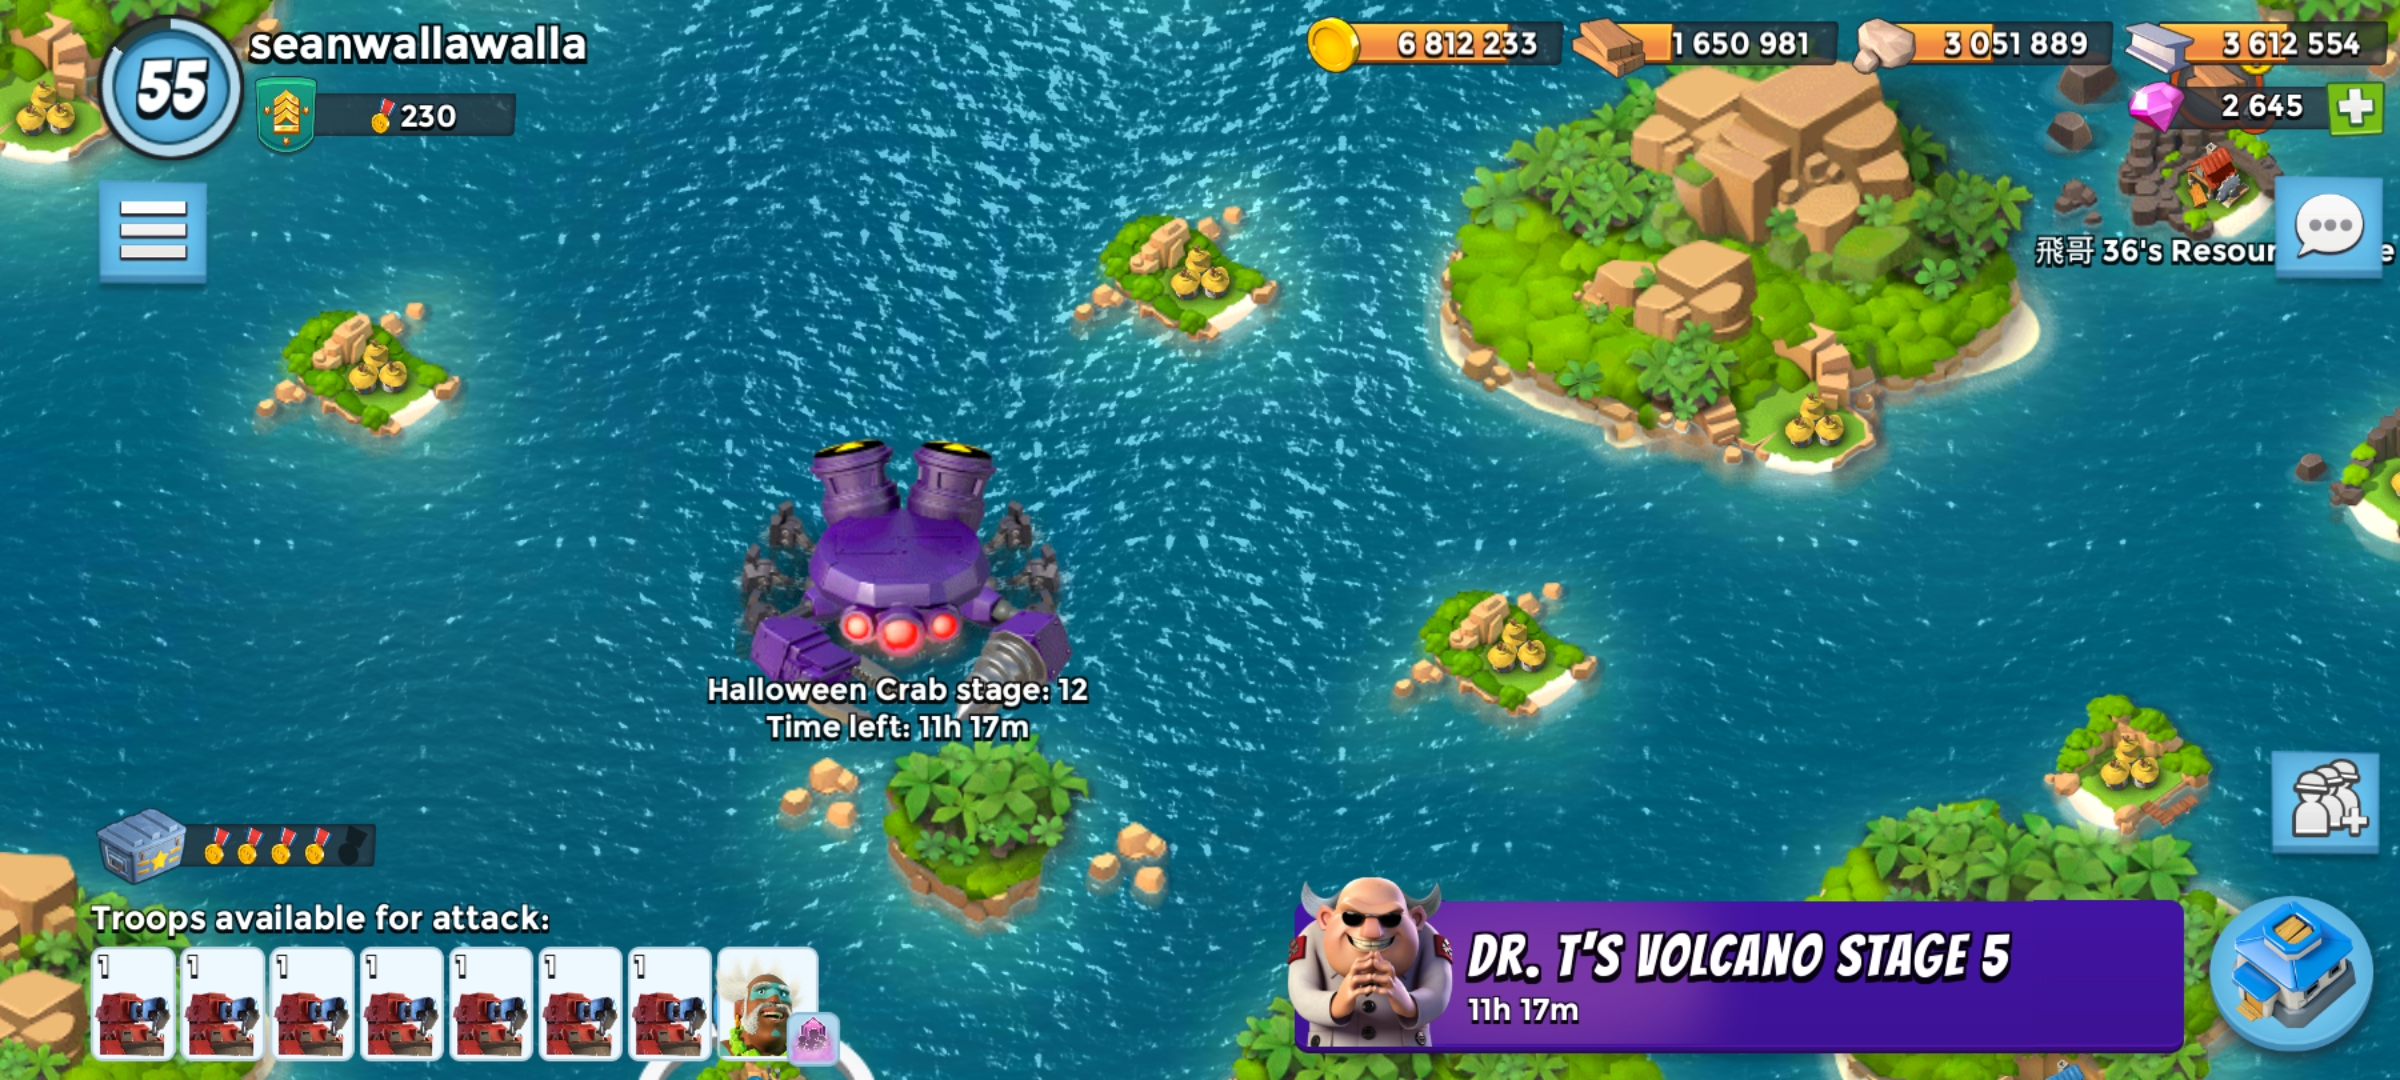 55
seanwallawalla
230
6 812 233
1 650 981
3 051 889
3 612 554
2 645
飛哥 36's Resour e
Halloween Crab stage: 12
Time left: 11h 17m
Troops available for attack:
1 1 1 1 1 1 1
DR. T'S VOLCANO STAGE 5
11h 17m